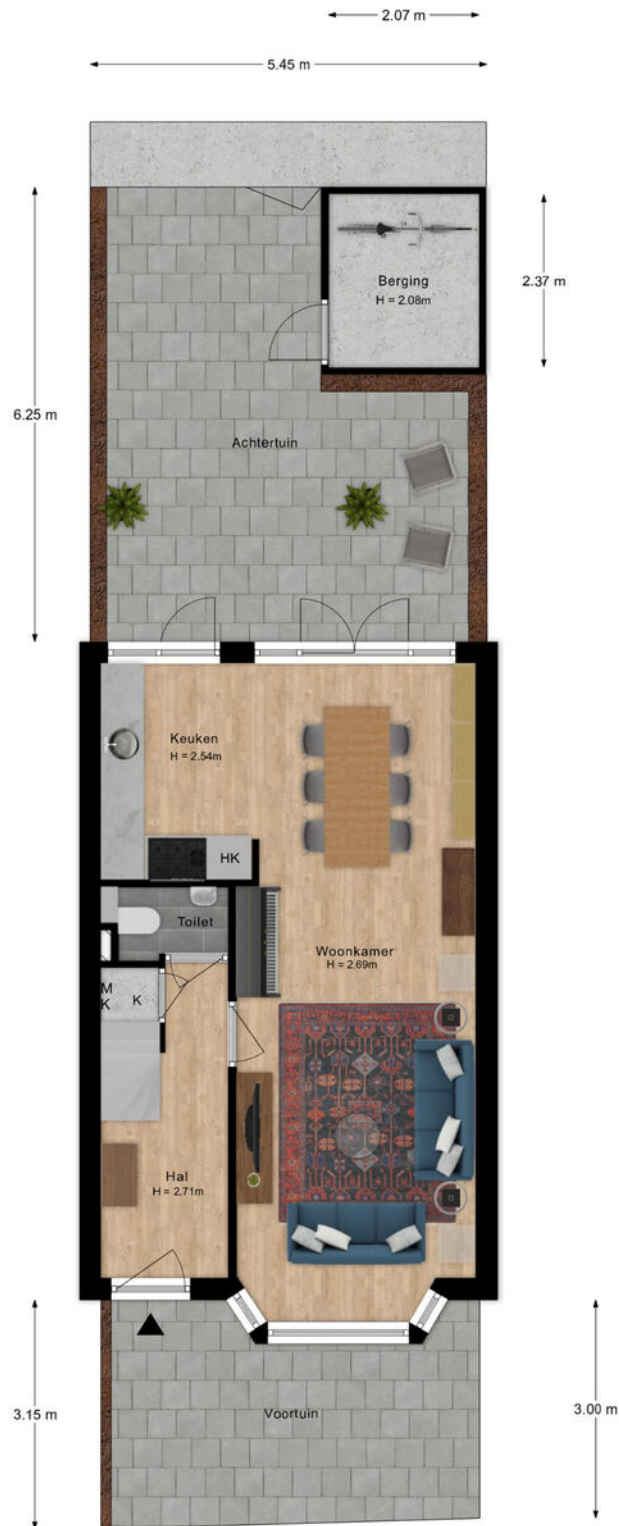 2.07 m
5.45 m
Berging
H = 2.08m
2.37 m
6.25 m
Achtertuin
Keuken
H = 2.54m
HK
Toilet
Woonkamer
H = 2.69m
M
K
K
Hal
H = 2.71m
3.15 m
Voortuin
3.00 m